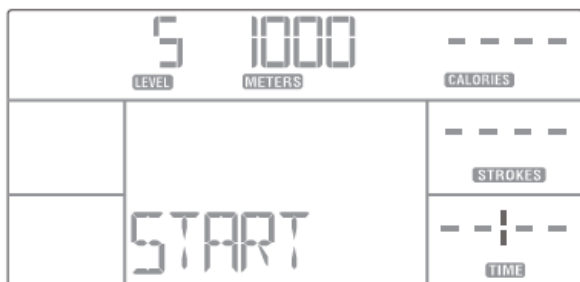 5 1000 - - - -
LEVEL METERS CALORIES
- - - -
STROKES
START - -:- -
TIME